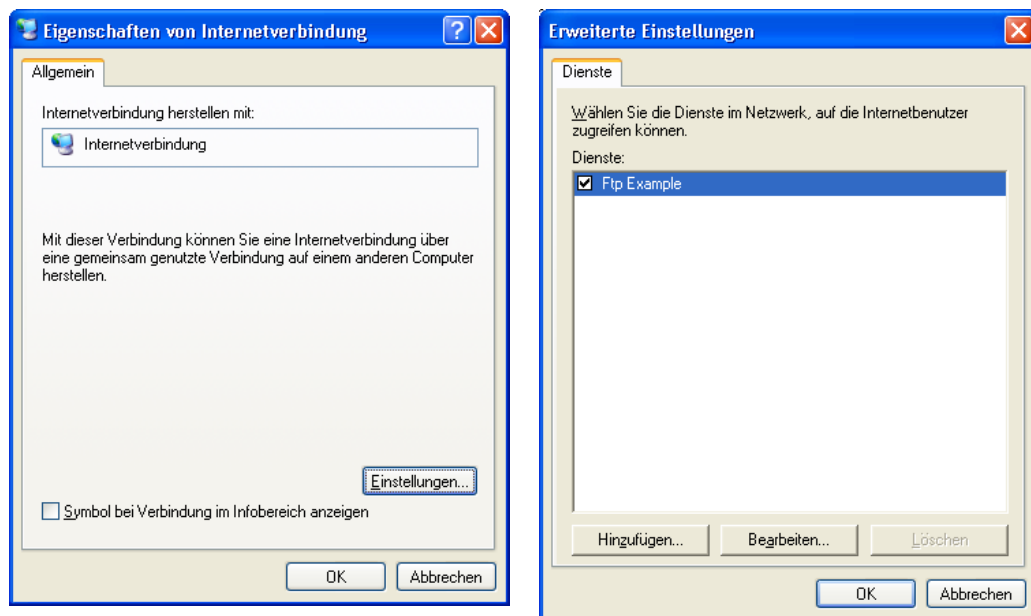 Eigenschaften von Internetverbindung
Allgemein
Internetverbindung herstellen mit:
Internetverbindung
Mit dieser Verbindung können Sie eine Internetverbindung über
eine gemeinsam genutzte Verbindung auf einem anderen Computer
herstellen.
Einstellungen...
Symbol bei Verbindung im Infobereich anzeigen
OK
Abbrechen
Erweiterte Einstellungen
Dienste
Wählen Sie die Dienste im Netzwerk, auf die Internetbenutzer
zugreifen können.
Dienste:
Ftp Example
Hinzufügen...
Bearbeiten...
Löschen
OK
Abbrechen